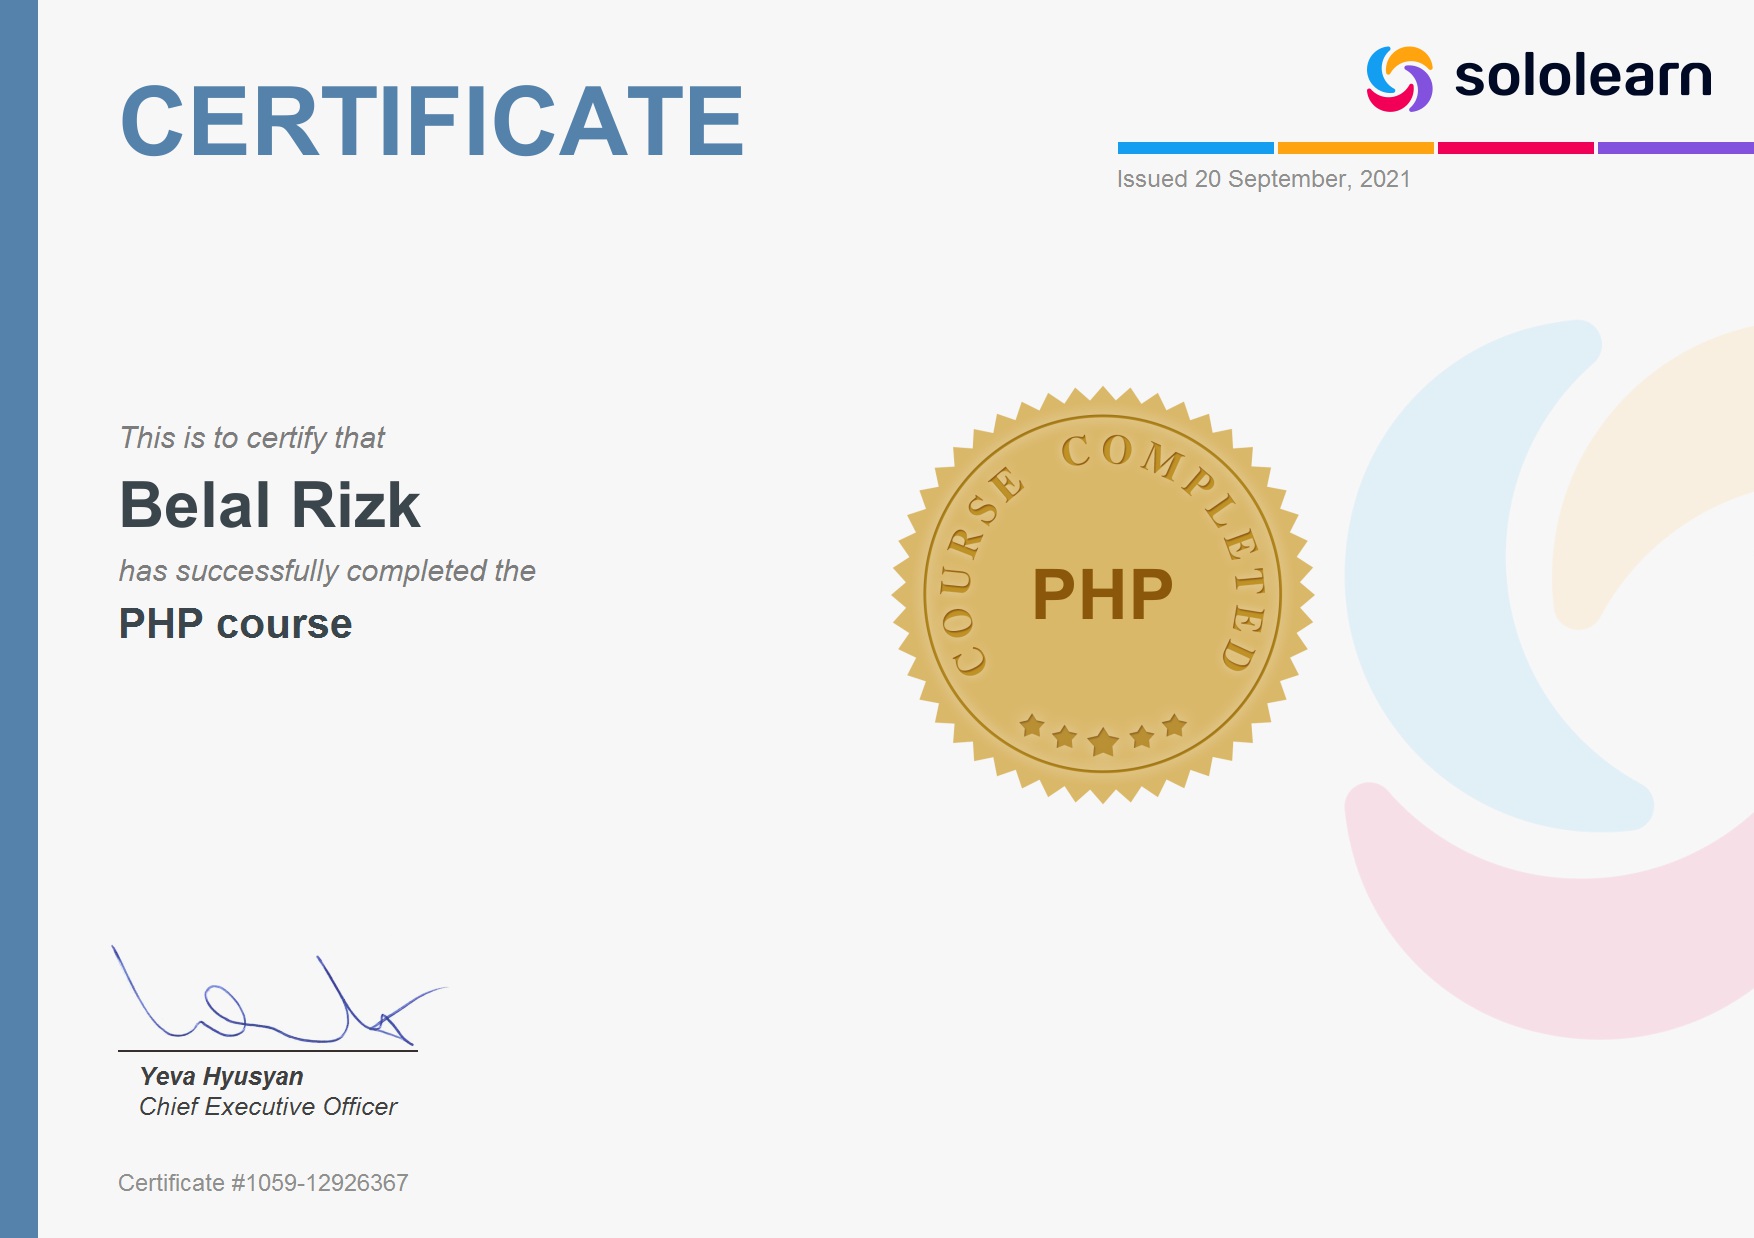 CERTIFICATE
sololearn
Issued 20 September, 2021
This is to certify that
Belal Rizk
has successfully completed the
PHP course
COURSE COMPLETED
PHP
Yeva Hyusyan
Chief Executive Officer
Certificate #1059-12926367